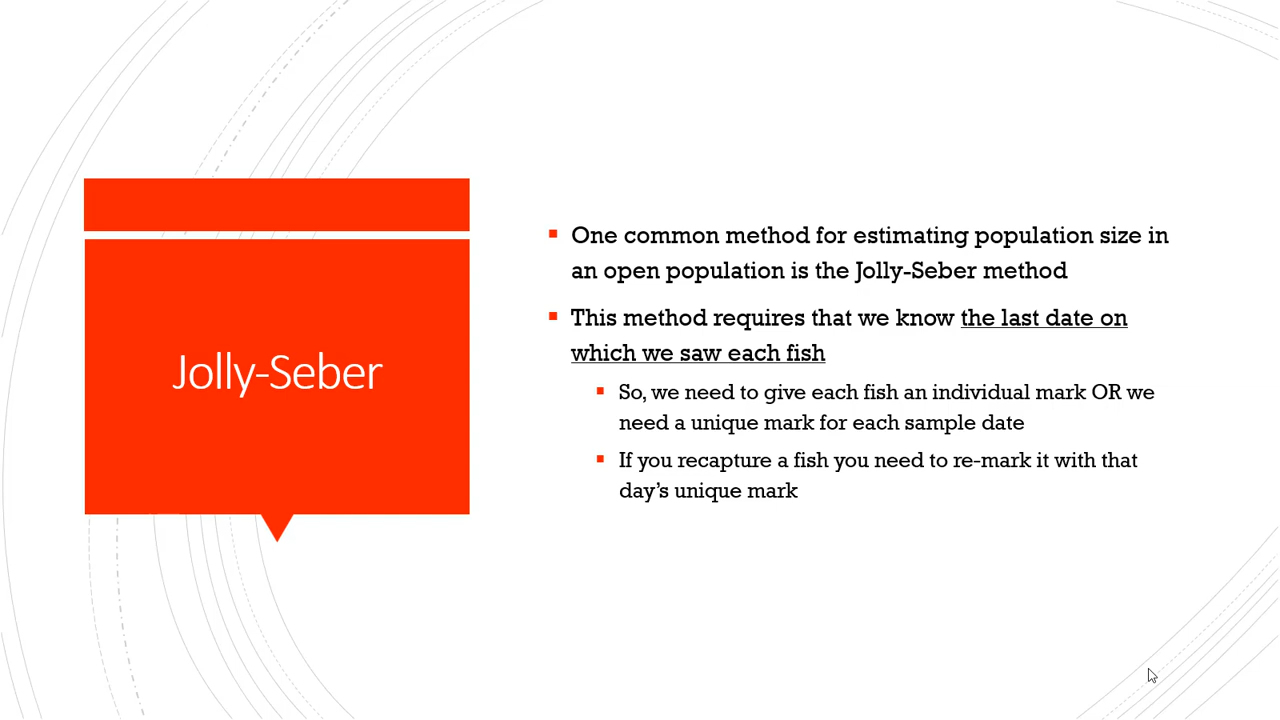 Jolly-Seber
One common method for estimating population size in
an open population is the Jolly-Seber method
This method requires that we know the last date on
which we saw each fish
So, we need to give each fish an individual mark OR we
need a unique mark for each sample date
If you recapture a fish you need to re-mark it with that
day's unique mark